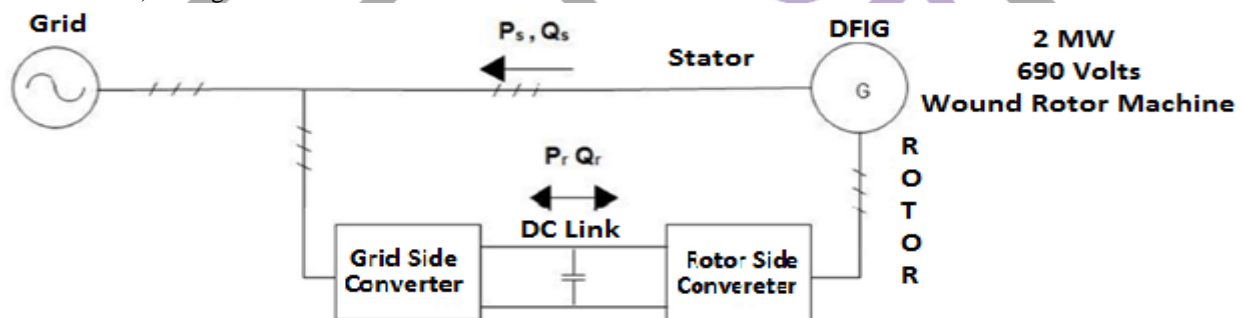 Grid
Pₛ , Qₛ
Stator
DFIG
G
2 MW
690 Volts
Wound Rotor Machine
R
O
T
O
R
Pᵣ Qᵣ
DC Link
Grid Side
Converter
Rotor Side
Convereter